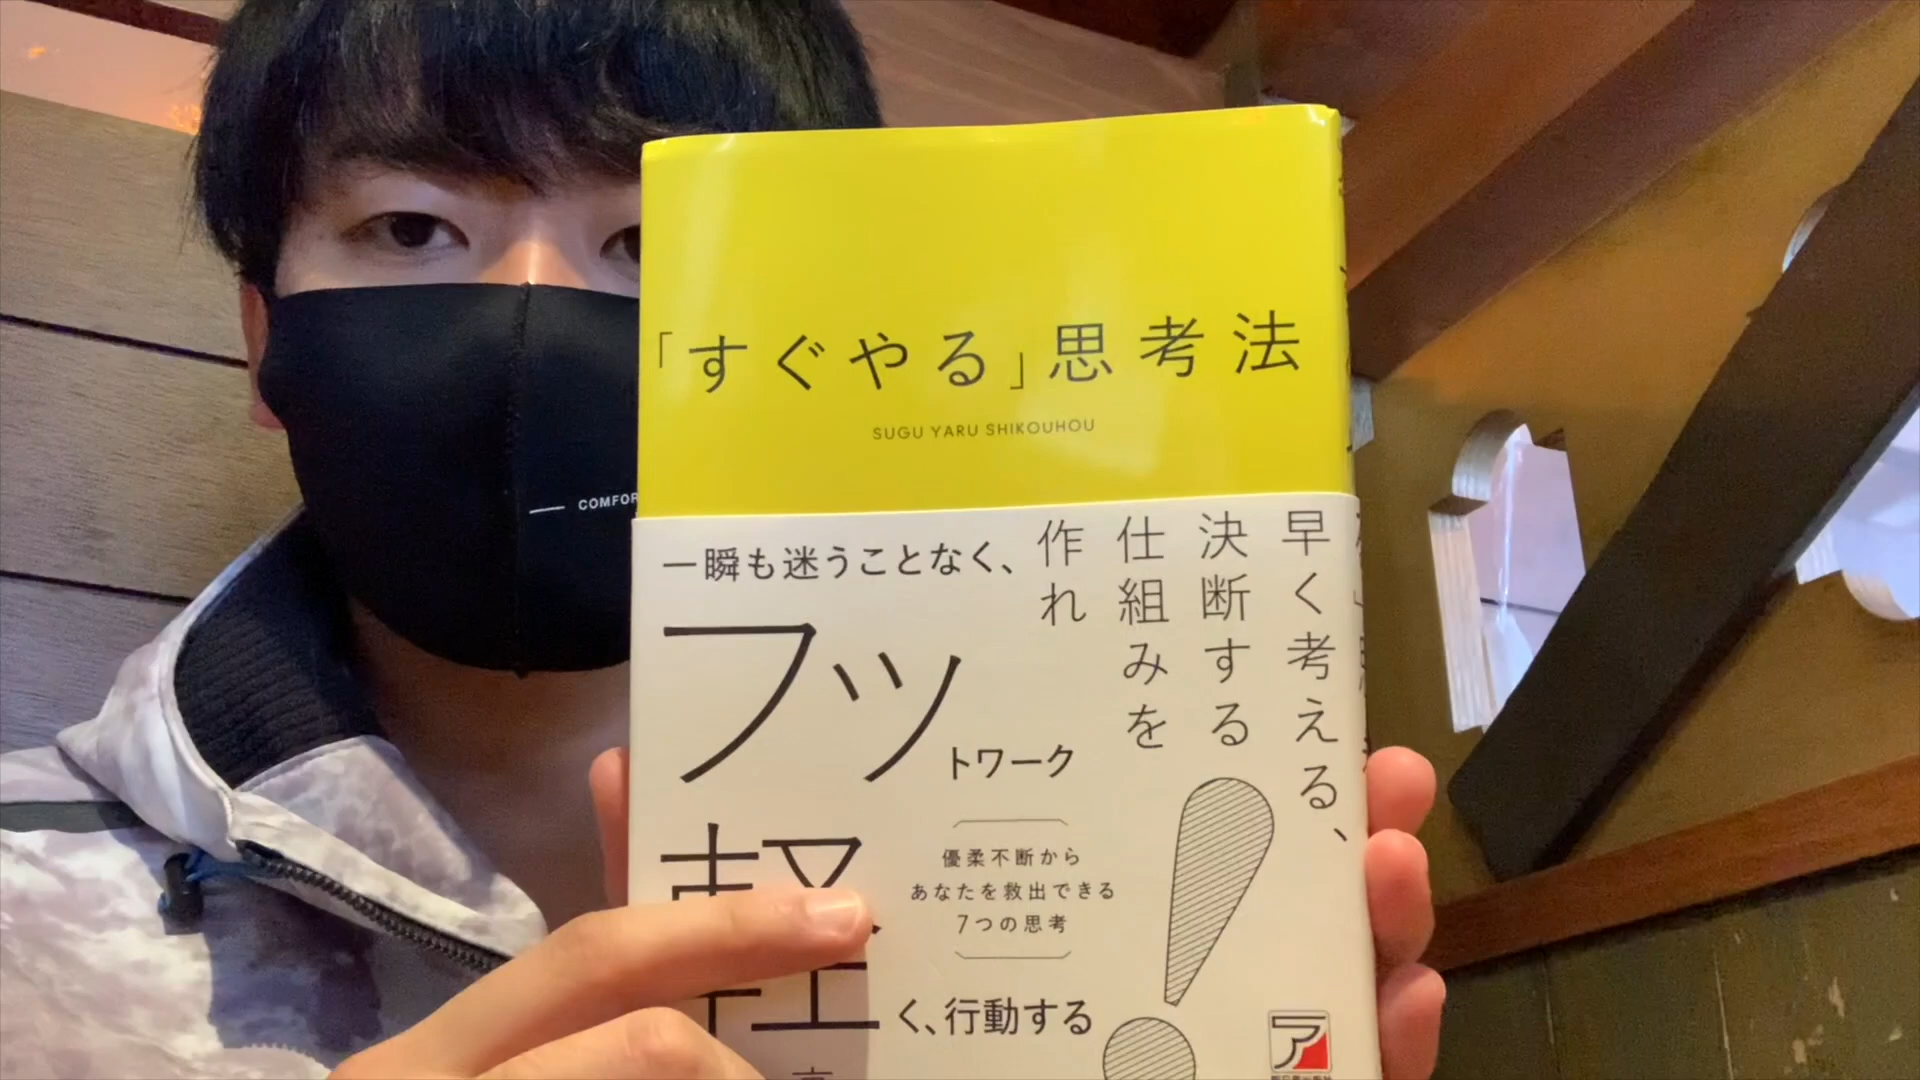 「すぐやる」思考法
SUGU YARU SHIKOUHOU
早く考える、
決断する
仕組みを
作れ
一瞬も迷うことなく、
フッ
トワーク
軽
く、行動する
優柔不断から
あなたを救出できる
7つの思考
！
ア